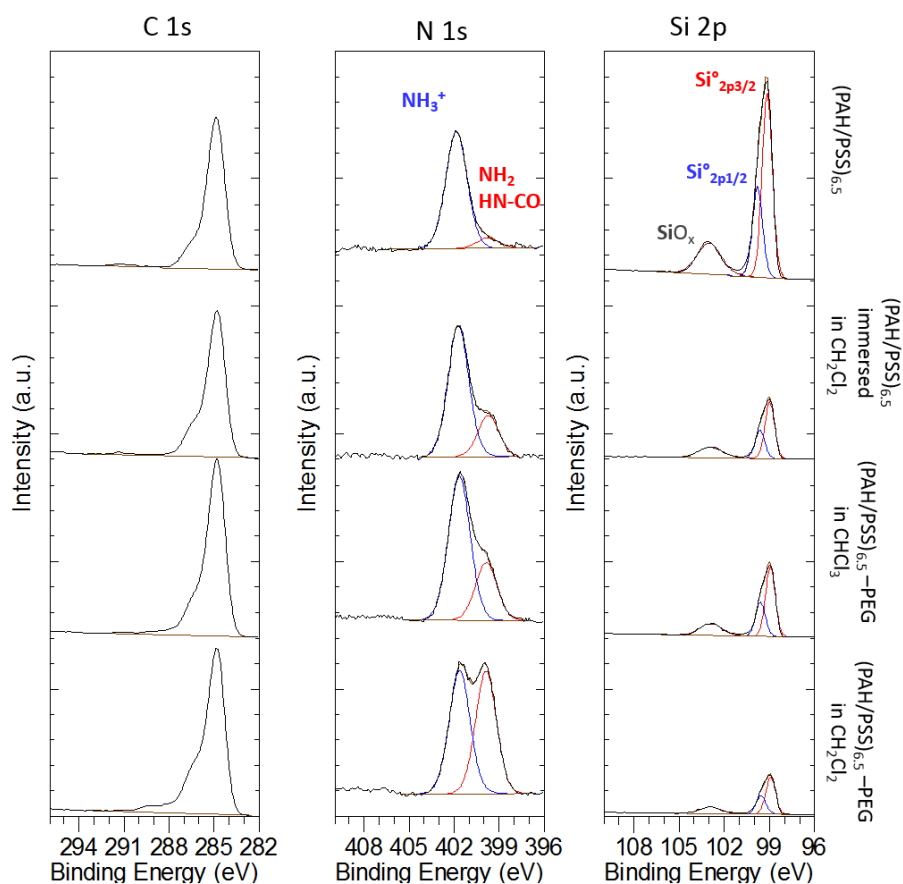 C 1s
N 1s
Si 2p
NH₃⁺
NH₂
HN-CO
Si°₂ₚ₃/₂
Si°₂ₚ₁/₂
SiOₓ
(PAH/PSS)₆.₅
(PAH/PSS)₆.₅
immersed
in CH₂Cl₂
(PAH/PSS)₆.₅–PEG
in CHCl₃
(PAH/PSS)₆.₅–PEG
in CH₂Cl₂
Intensity (a.u.)
Intensity (a.u.)
Intensity (a.u.)
294 291 288 285 282
408 405 402 399 396
108 105 102 99 96
Binding Energy (eV)
Binding Energy (eV)
Binding Energy (eV)